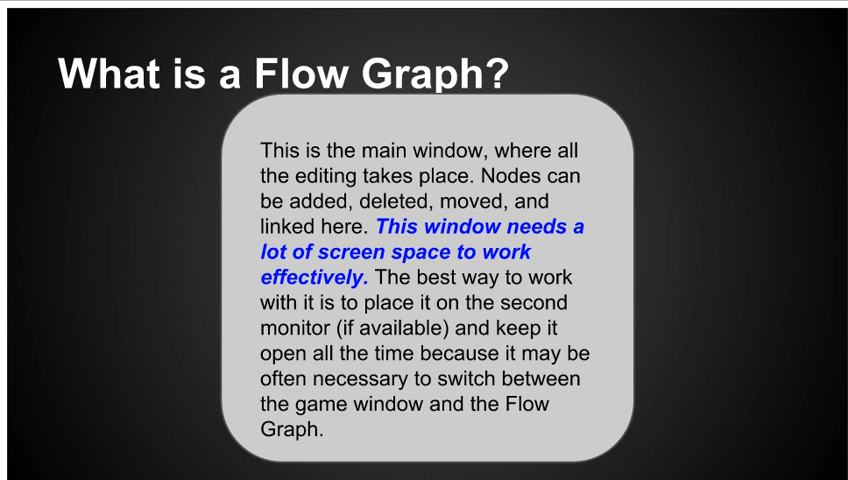 What is a Flow Graph?
This is the main window, where all
the editing takes place. Nodes can
be added, deleted, moved, and
linked here. This window needs a
lot of screen space to work
effectively. The best way to work
with it is to place it on the second
monitor (if available) and keep it
open all the time because it may be
often necessary to switch between
the game window and the Flow
Graph.